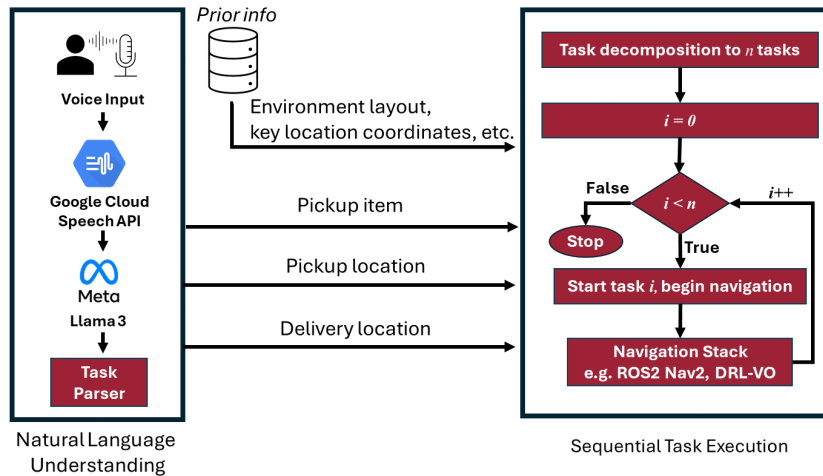 Voice Input
Google Cloud
Speech API
Meta
Llama 3
Task
Parser
Natural Language
Understanding
Prior info
Environment layout,
key location coordinates, etc.
Pickup item
Pickup location
Delivery location
Task decomposition to n tasks
i = 0
i < n
False
i++
Stop
True
Start task i, begin navigation
Navigation Stack
e.g. ROS2 Nav2, DRL-VO
Sequential Task Execution